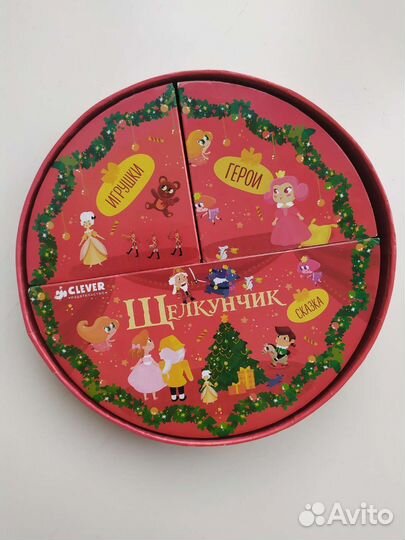 ИГРУШКИ
ГЕРОИ
CLEVER
издательство
ЩЕЛКУНЧИК
СКАЗКА
Avito